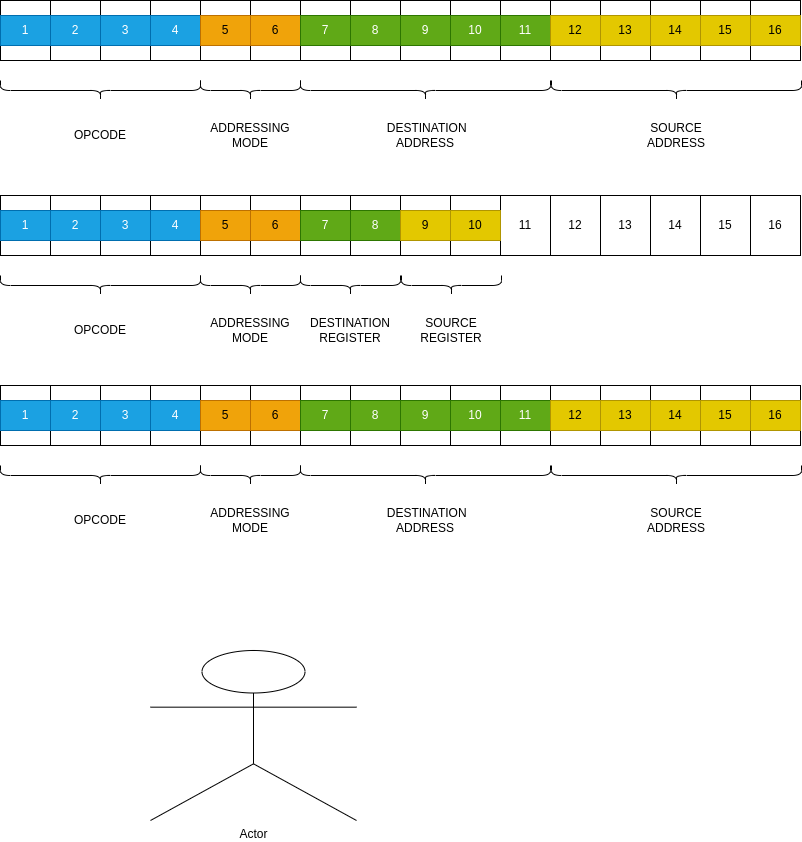 1 2 3 4 5 6 7 8 9 10 11 12 13 14 15 16
OPCODE
ADDRESSING
MODE
DESTINATION
ADDRESS
SOURCE
ADDRESS
1 2 3 4 5 6 7 8 9 10 11 12 13 14 15 16
OPCODE
ADDRESSING
MODE
DESTINATION
REGISTER
SOURCE
REGISTER
1 2 3 4 5 6 7 8 9 10 11 12 13 14 15 16
OPCODE
ADDRESSING
MODE
DESTINATION
ADDRESS
SOURCE
ADDRESS
Actor